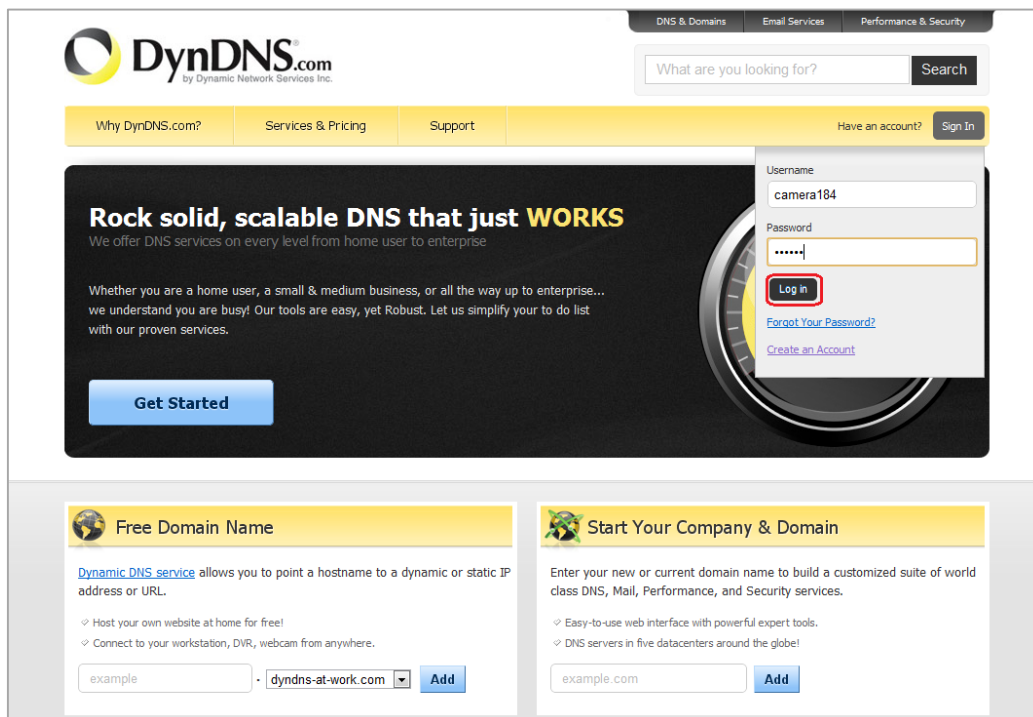 DNS & Domains Email Services Performance & Security
DynDNS.com
by Dynamic Network Services Inc.
What are you looking for? Search
Why DynDNS.com? Services & Pricing Support Have an account? Sign In
Username
camera184
Password
••••••
Log in
Forgot Your Password?
Create an Account
Rock solid, scalable DNS that just WORKS
We offer DNS services on every level from home user to enterprise
Whether you are a home user, a small & medium business, or all the way up to enterprise...
we understand you are busy! Our tools are easy, yet Robust. Let us simplify your to do list
with our proven services.
Get Started
Free Domain Name
Dynamic DNS service allows you to point a hostname to a dynamic or static IP
address or URL.
Host your own website at home for free!
Connect to your workstation, DVR, webcam from anywhere.
example - dyndns-at-work.com Add
Start Your Company & Domain
Enter your new or current domain name to build a customized suite of world
class DNS, Mail, Performance, and Security services.
Easy-to-use web interface with powerful expert tools.
DNS servers in five datacenters around the globe!
example.com Add